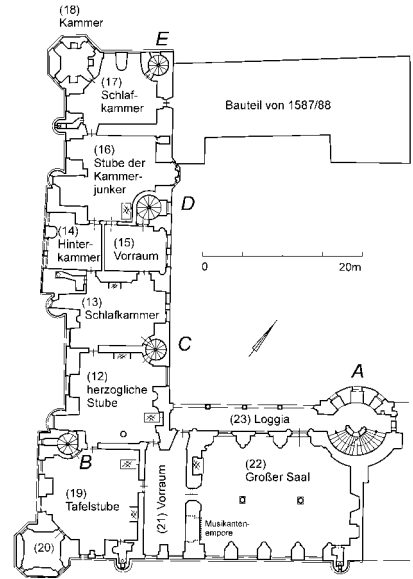 (18)
Kammer
E
(17)
Schlaf-
kammer
Bauteil von 1587/88
(16)
Stube der
Kammer-
junker
D
(14)
Hinter-
kammer
(15)
Vorraum
0 20m
(13)
Schlafkammer
C
(12)
herzogliche
Stube
A
(23) Loggia
B
(19)
Tafelstube
(21) Vorraum
(22)
Großer Saal
Musikanten-
empore
(20)